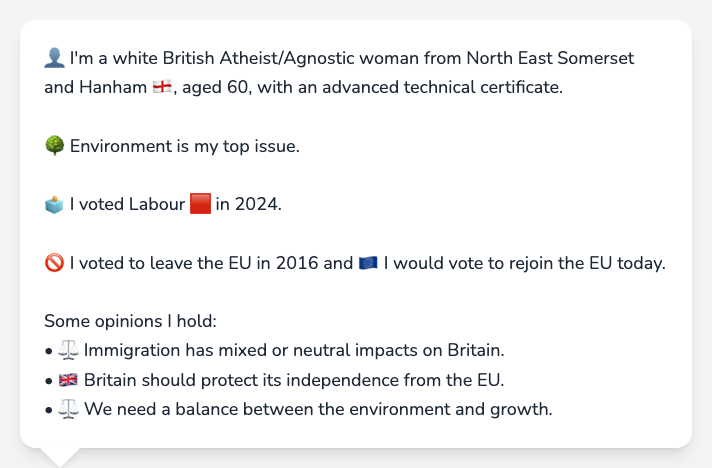 👤 I'm a white British Atheist/Agnostic woman from North East Somerset
and Hanham 🏴󠁧󠁢󠁥󠁮󠁧󠁿, aged 60, with an advanced technical certificate.
🌳 Environment is my top issue.
🗳️ I voted Labour 🟥 in 2024.
🚫 I voted to leave the EU in 2016 and 🇪🇺 I would vote to rejoin the EU today.
Some opinions I hold:
• ⚖️ Immigration has mixed or neutral impacts on Britain.
• 🇬🇧 Britain should protect its independence from the EU.
• ⚖️ We need a balance between the environment and growth.